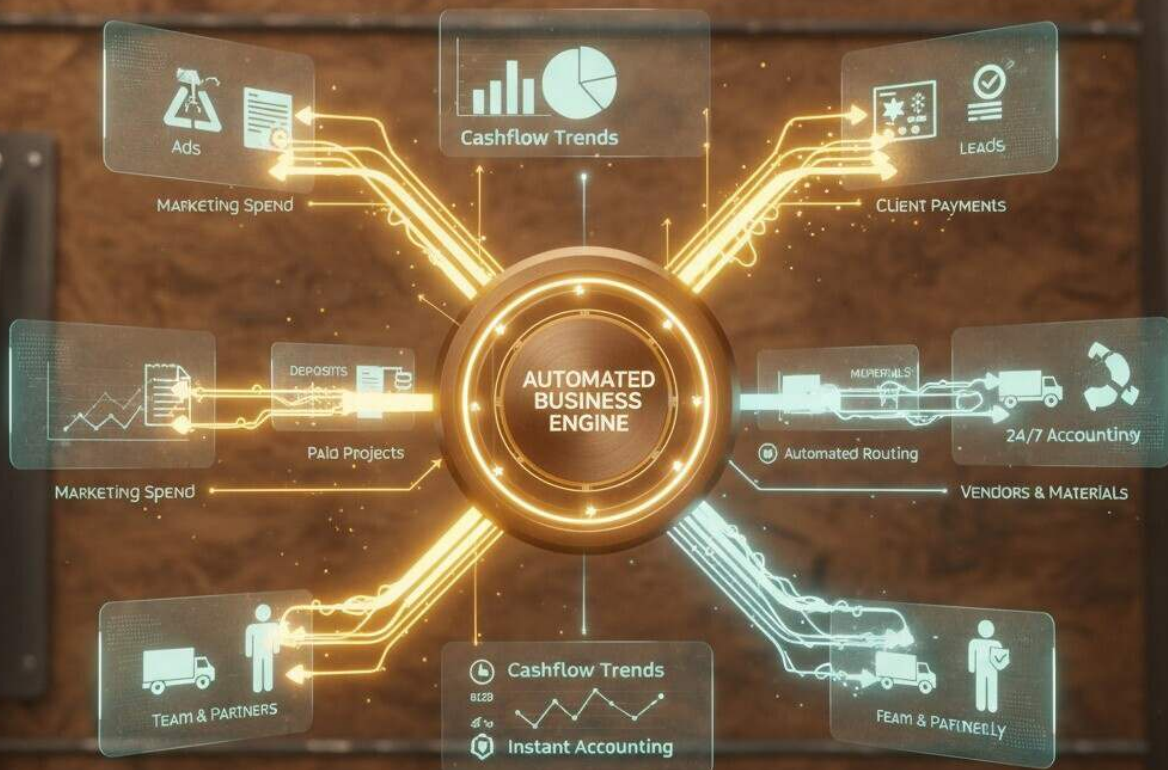 Ads
Cashflow Trends
LEADS
MARKETING SPEND
CLIENT PAYMENTS
DEPOSITS
Paid Projects
AUTOMATED
BUSINESS
ENGINE
Automated Routing
24/7 Accounting
MARKETING SPEND
VENDORS & MATERIALS
TEAM & PARTNERS
Cashflow Trends
Instant Accounting